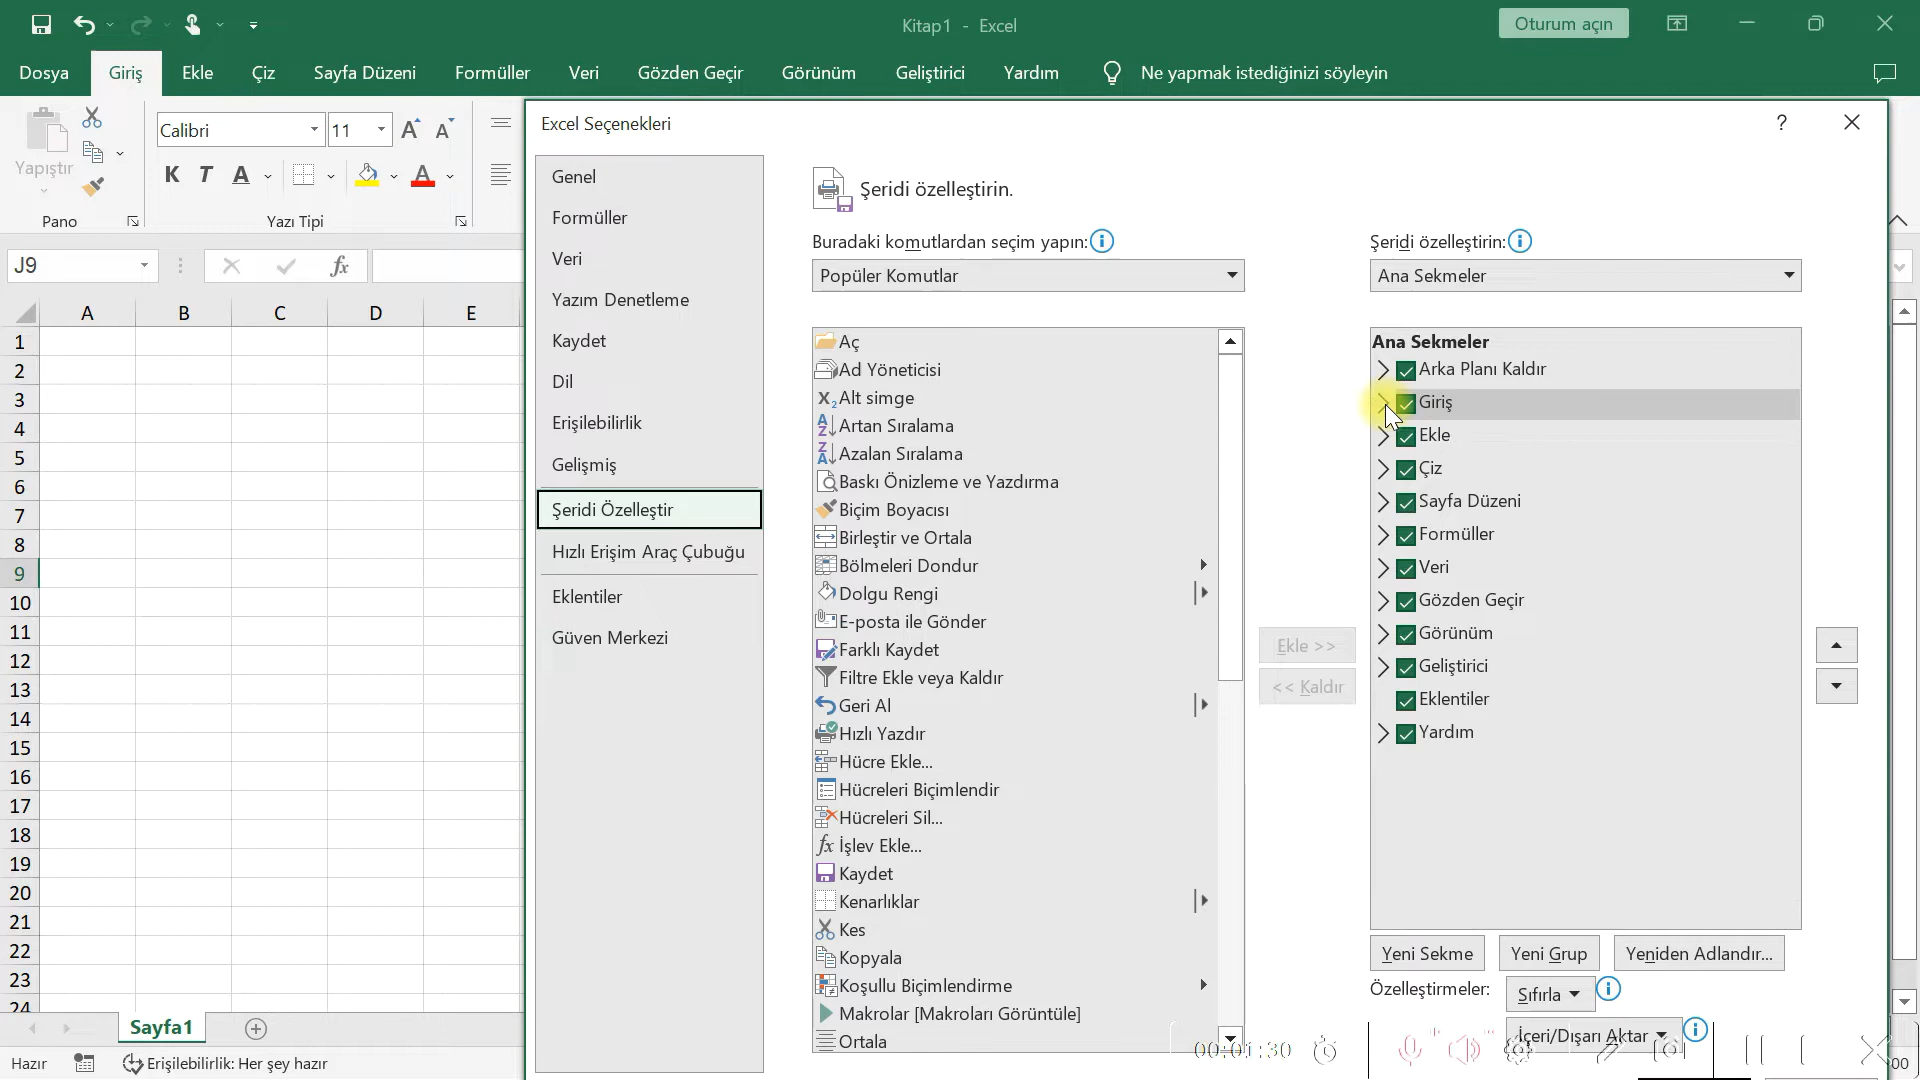 Kitap1 - Excel
Oturum açın
Dosya
Giriş
Ekle
Çiz
Sayfa Düzeni
Formüller
Veri
Gözden Geçir
Görünüm
Geliştirici
Yardım
Ne yapmak istediğinizi söyleyin
Yapıştır
Calibri
11
K T A
Pano
Yazı Tipi
J9
fx
A B C D E
1
2
3
4
5
6
7
8
9
10
11
12
13
14
15
16
17
18
19
20
21
22
23
24
Sayfa1
Hazır
Erişilebilirlik: Her şey hazır
Excel Seçenekleri
?
Genel
Formüller
Veri
Yazım Denetleme
Kaydet
Dil
Erişilebilirlik
Gelişmiş
Şeridi Özelleştir
Hızlı Erişim Araç Çubuğu
Eklentiler
Güven Merkezi
Şeridi özelleştirin.
Buradaki komutlardan seçim yapın:
Popüler Komutlar
Aç
Ad Yöneticisi
Alt simge
Artan Sıralama
Azalan Sıralama
Baskı Önizleme ve Yazdırma
Biçim Boyacısı
Birleştir ve Ortala
Bölmeleri Dondur
Dolgu Rengi
E-posta ile Gönder
Farklı Kaydet
Filtre Ekle veya Kaldır
Geri Al
Hızlı Yazdır
Hücre Ekle...
Hücreleri Biçimlendir
Hücreleri Sil...
İşlev Ekle...
Kaydet
Kenarlıklar
Kes
Kopyala
Koşullu Biçimlendirme
Makrolar [Makroları Görüntüle]
Ortala
Ekle >>
<< Kaldır
Şeridi özelleştirin:
Ana Sekmeler
Ana Sekmeler
Arka Planı Kaldır
Giriş
Ekle
Çiz
Sayfa Düzeni
Formüller
Veri
Gözden Geçir
Görünüm
Geliştirici
Eklentiler
Yardım
Yeni Sekme
Yeni Grup
Yeniden Adlandır...
Özelleştirmeler:
Sıfırla
İçeri/Dışarı Aktar
00:01:30